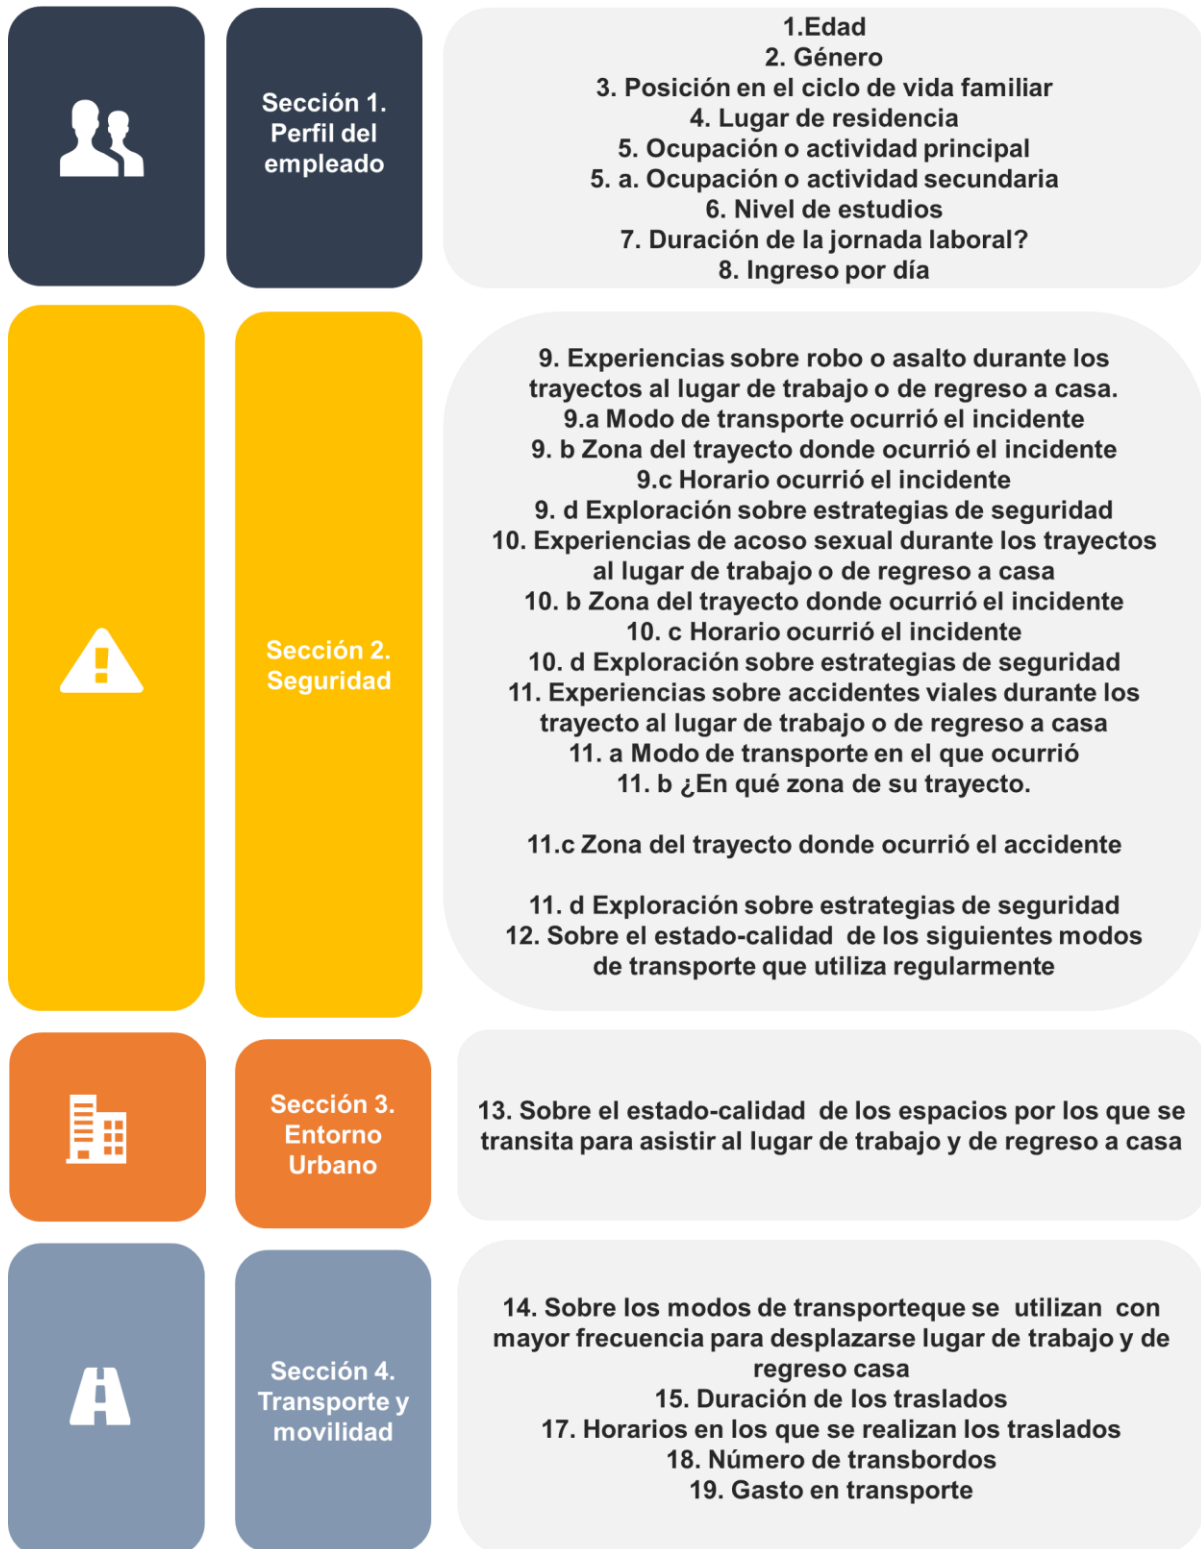 Sección 1.
Perfil del
empleado
1.Edad
2. Género
3. Posición en el ciclo de vida familiar
4. Lugar de residencia
5. Ocupación o actividad principal
5. a. Ocupación o actividad secundaria
6. Nivel de estudios
7. Duración de la jornada laboral?
8. Ingreso por día
Sección 2.
Seguridad
9. Experiencias sobre robo o asalto durante los
trayectos al lugar de trabajo o de regreso a casa.
9.a Modo de transporte ocurrió el incidente
9. b Zona del trayecto donde ocurrió el incidente
9.c Horario ocurrió el incidente
9. d Exploración sobre estrategias de seguridad
10. Experiencias de acoso sexual durante los trayectos
al lugar de trabajo o de regreso a casa
10. b Zona del trayecto donde ocurrió el incidente
10. c Horario ocurrió el incidente
10. d Exploración sobre estrategias de seguridad
11. Experiencias sobre accidentes viales durante los
trayecto al lugar de trabajo o de regreso a casa
11. a Modo de transporte en el que ocurrió
11. b ¿En qué zona de su trayecto.
11.c Zona del trayecto donde ocurrió el accidente
11. d Exploración sobre estrategias de seguridad
12. Sobre el estado-calidad de los siguientes modos
de transporte que utiliza regularmente
Sección 3.
Entorno
Urbano
13. Sobre el estado-calidad de los espacios por los que se
transita para asistir al lugar de trabajo y de regreso a casa
Sección 4.
Transporte y
movilidad
14. Sobre los modos de transporteque se utilizan con
mayor frecuencia para desplazarse lugar de trabajo y de
regreso casa
15. Duración de los traslados
17. Horarios en los que se realizan los traslados
18. Número de transbordos
19. Gasto en transporte